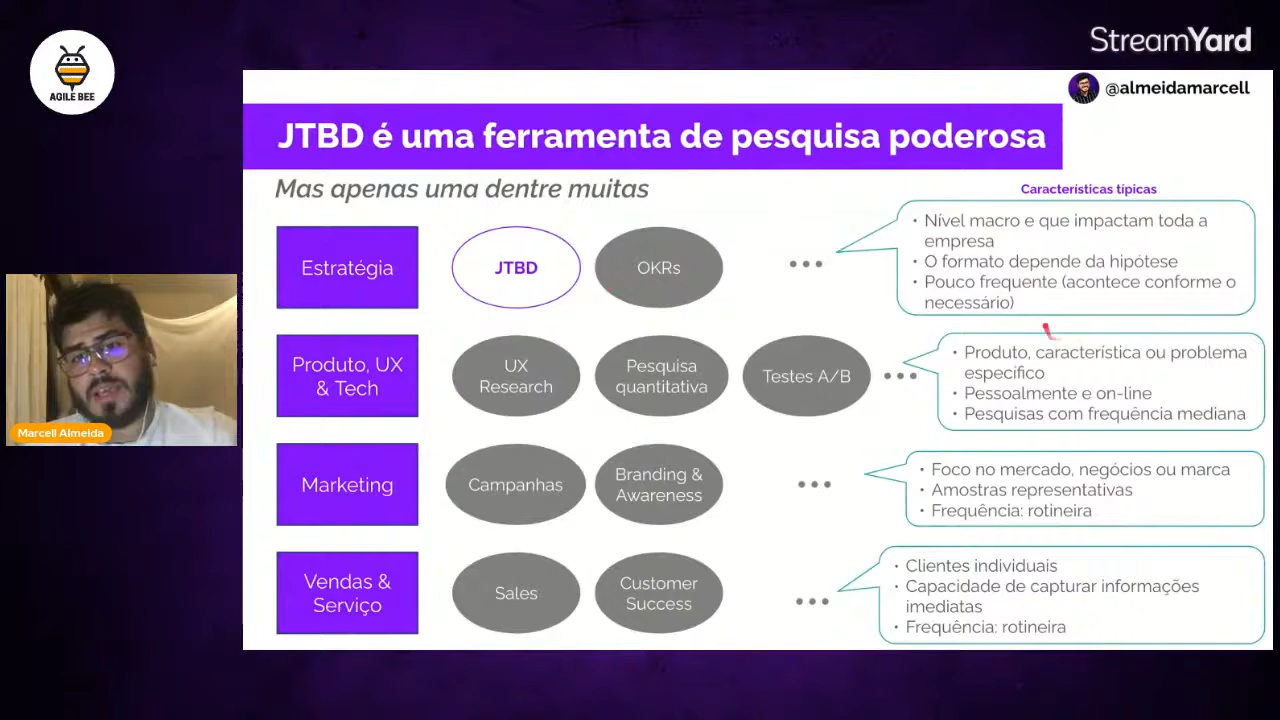 AGILE BEE
StreamYard
@almeidamarcell
JTBD é uma ferramenta de pesquisa poderosa
Mas apenas uma dentre muitas
Características típicas
Estratégia
JTBD
OKRs
...
• Nível macro e que impactam toda a
empresa
• O formato depende da hipótese
• Pouco frequente (acontece conforme o
necessário)
Produto, UX
& Tech
UX
Research
Pesquisa
quantitativa
Testes A/B
...
• Produto, característica ou problema
específico
• Pessoalmente e on-line
• Pesquisas com frequência mediana
Marketing
Campanhas
Branding &
Awareness
...
• Foco no mercado, negócios ou marca
• Amostras representativas
• Frequência: rotineira
Vendas &
Serviço
Sales
Customer
Success
...
• Clientes individuais
• Capacidade de capturar informações
imediatas
• Frequência: rotineira
Marcell Almeida